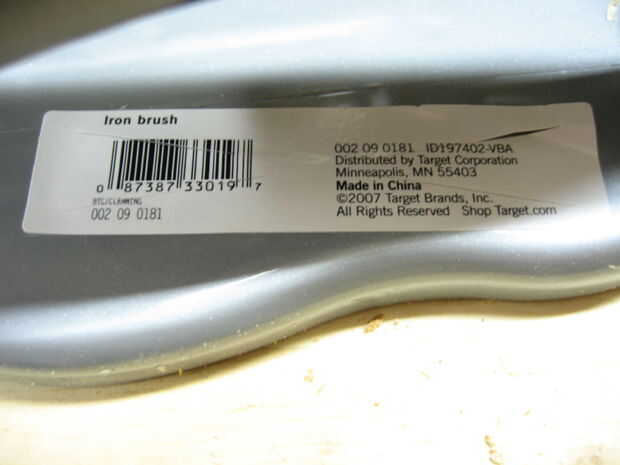 Iron brush
0 87387 33019 7
BTS/CLEANING
002 09 0181
002 09 0181 ID197402-VBA
Distributed by Target Corporation
Minneapolis, MN 55403
Made in China
©2007 Target Brands, Inc.
All Rights Reserved Shop Target.com